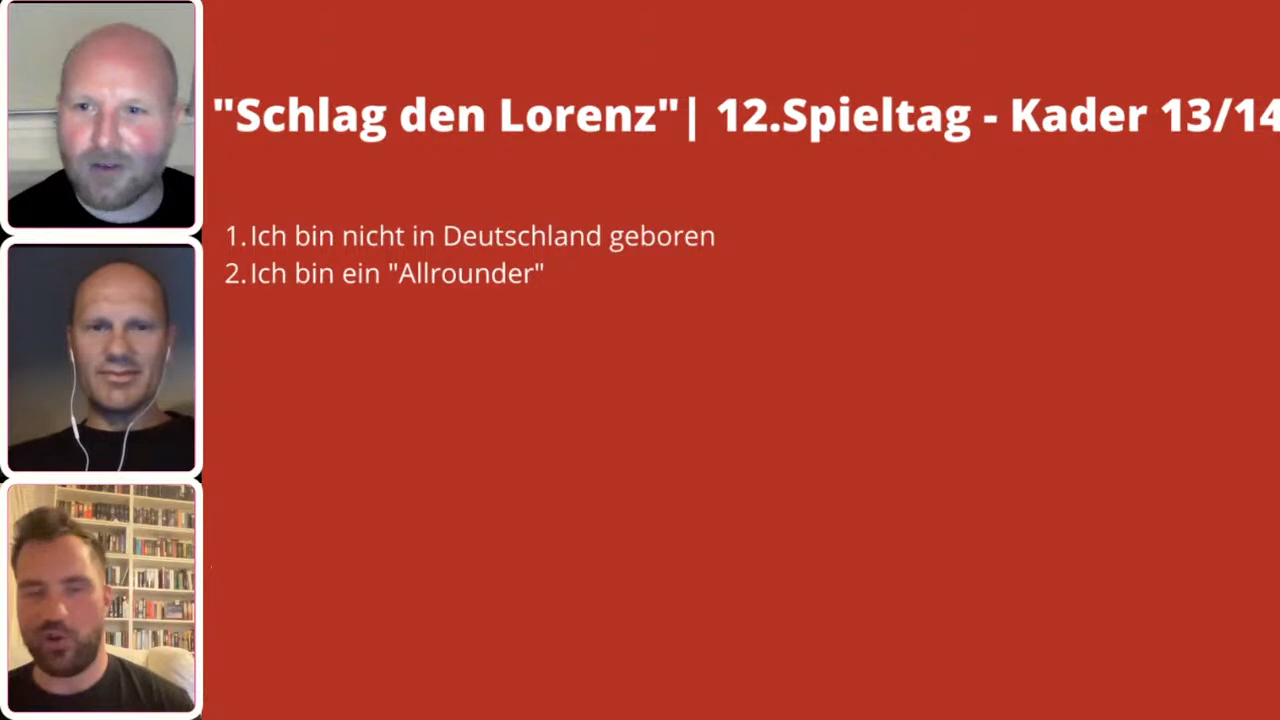 "Schlag den Lorenz"| 12.Spieltag - Kader 13/14
1.Ich bin nicht in Deutschland geboren
2.Ich bin ein "Allrounder"